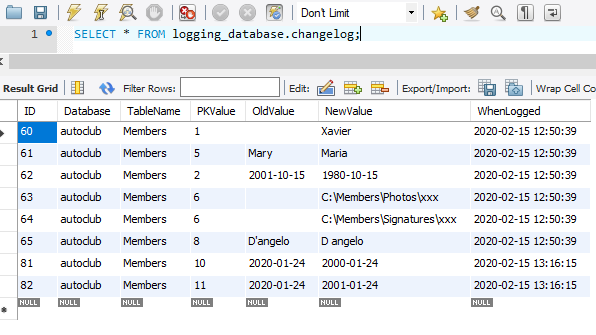 Don't Limit
1 SELECT * FROM logging_database.changelog;
Result Grid Filter Rows: Edit: Export/Import: Wrap Cell Co
ID Database TableName PKValue OldValue NewValue WhenLogged
60 autoclub Members 1 Xavier 2020-02-15 12:50:39
61 autoclub Members 5 Mary Maria 2020-02-15 12:50:39
62 autoclub Members 2 2001-10-15 1980-10-15 2020-02-15 12:50:39
63 autoclub Members 6 C:\Members\Photos\xxx 2020-02-15 12:50:39
64 autoclub Members 6 C:\Members\Signatures\xxx 2020-02-15 12:50:39
65 autoclub Members 8 D'angelo D angelo 2020-02-15 12:50:39
81 autoclub Members 10 2020-01-24 2000-01-24 2020-02-15 13:16:15
82 autoclub Members 11 2020-01-24 2001-01-24 2020-02-15 13:16:15
NULL NULL NULL NULL NULL NULL NULL